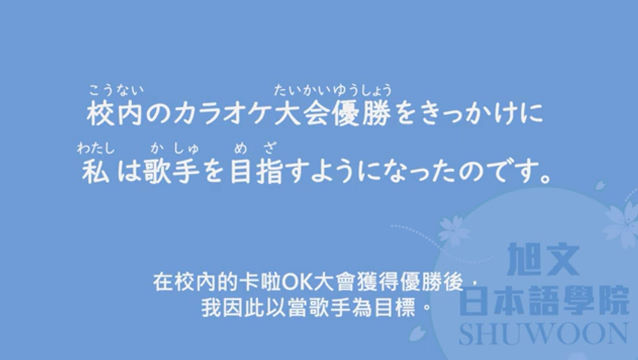 こうない たいかいゆうしょう
校内のカラオケ大会優勝をきっかけに
わたし かしゅ めざ
私は歌手を目指すようになったのです。
在校內的卡啦OK大會獲得優勝後，
我因此以當歌手為目標。
旭文
日本語學院
SHUWOON